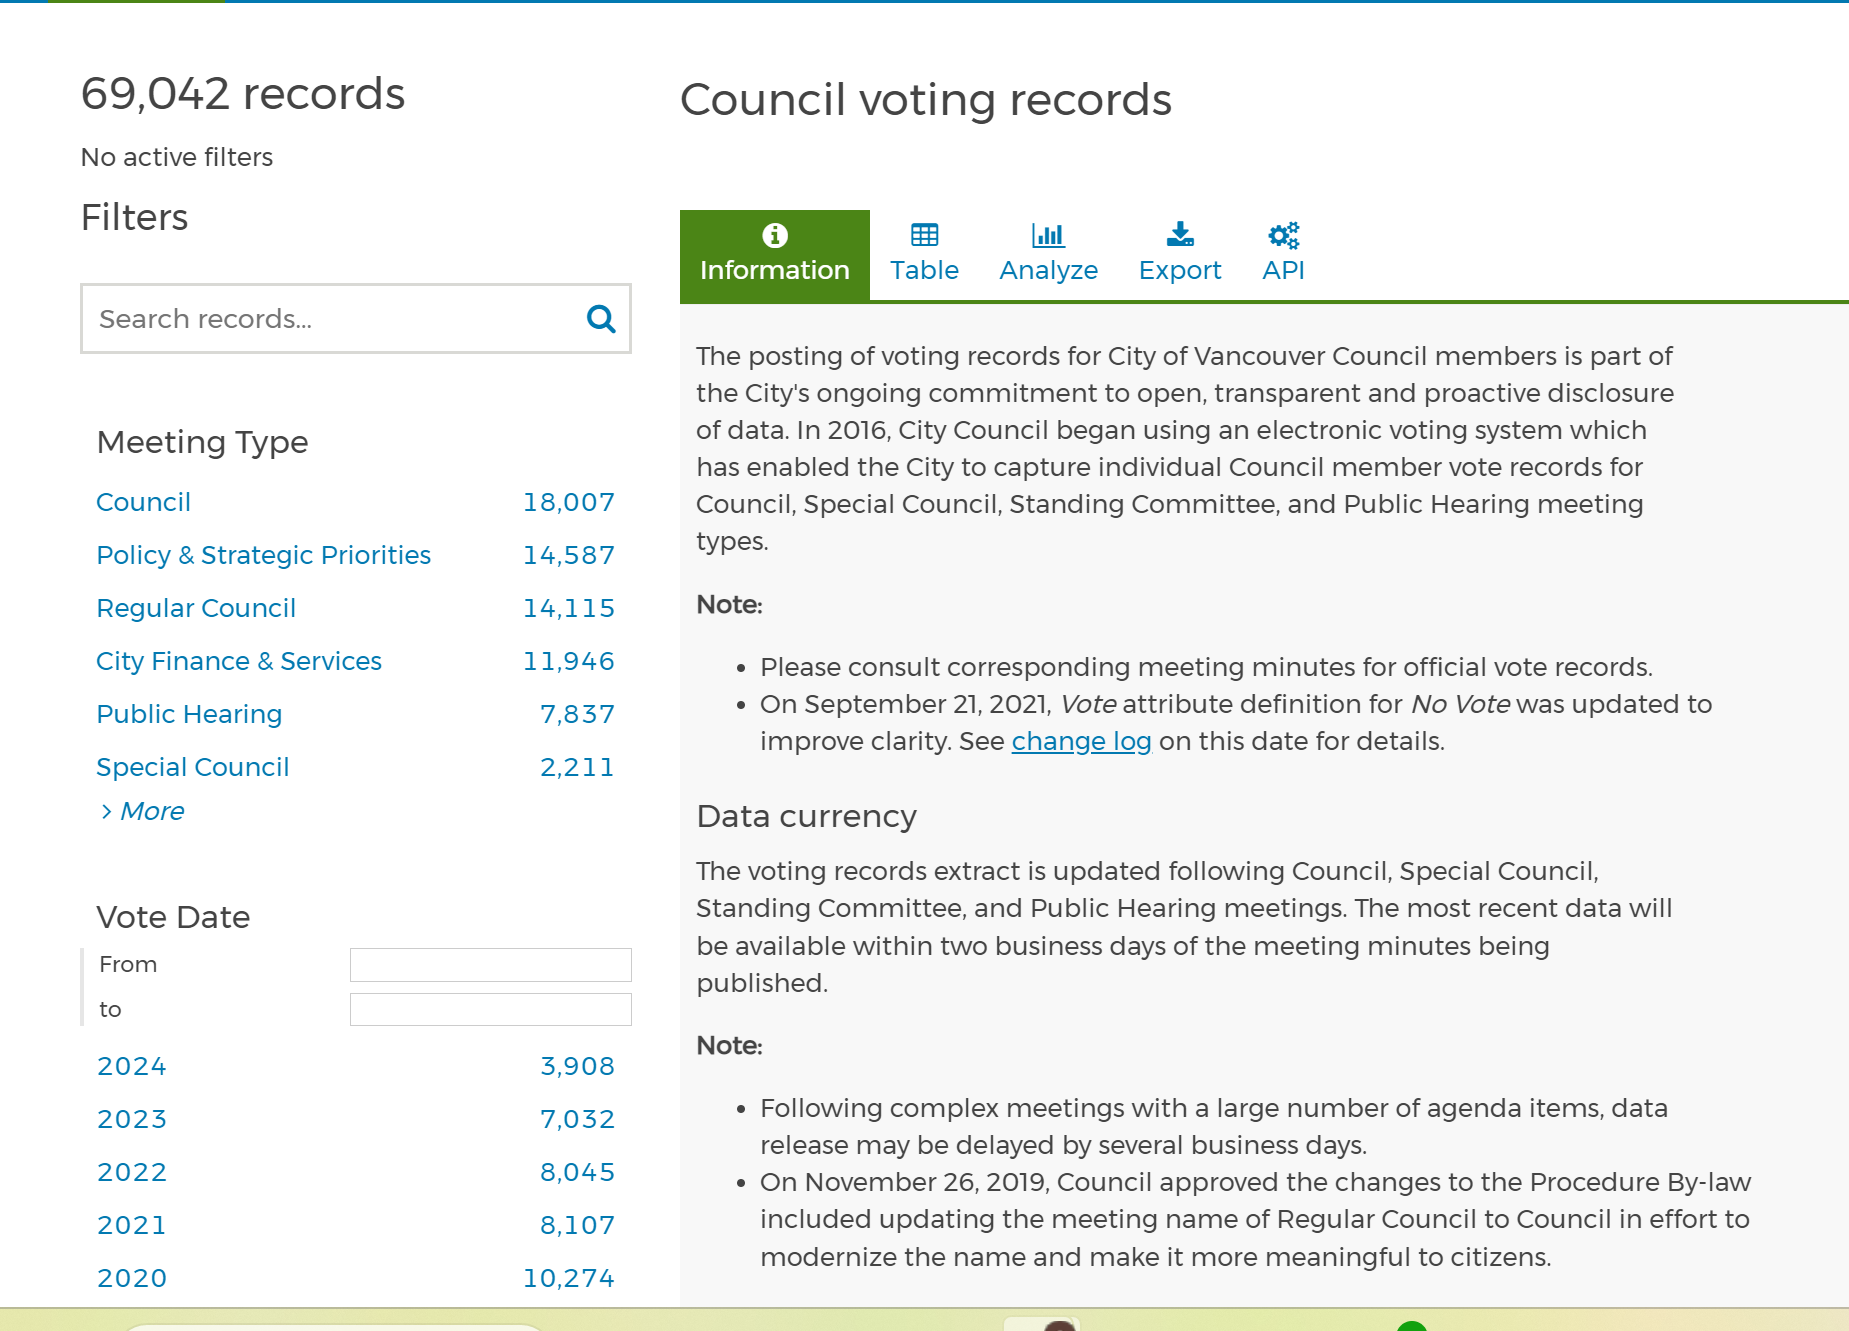 69,042 records
No active filters
Filters
Search records...
Meeting Type
Council 18,007
Policy & Strategic Priorities 14,587
Regular Council 14,115
City Finance & Services 11,946
Public Hearing 7,837
Special Council 2,211
> More
Vote Date
From
to
2024 3,908
2023 7,032
2022 8,045
2021 8,107
2020 10,274
Council voting records
Information Table Analyze Export API
The posting of voting records for City of Vancouver Council members is part of
the City's ongoing commitment to open, transparent and proactive disclosure
of data. In 2016, City Council began using an electronic voting system which
has enabled the City to capture individual Council member vote records for
Council, Special Council, Standing Committee, and Public Hearing meeting
types.
Note:
• Please consult corresponding meeting minutes for official vote records.
• On September 21, 2021, Vote attribute definition for No Vote was updated to
improve clarity. See change log on this date for details.
Data currency
The voting records extract is updated following Council, Special Council,
Standing Committee, and Public Hearing meetings. The most recent data will
be available within two business days of the meeting minutes being
published.
Note:
• Following complex meetings with a large number of agenda items, data
release may be delayed by several business days.
• On November 26, 2019, Council approved the changes to the Procedure By-law
included updating the meeting name of Regular Council to Council in effort to
modernize the name and make it more meaningful to citizens.